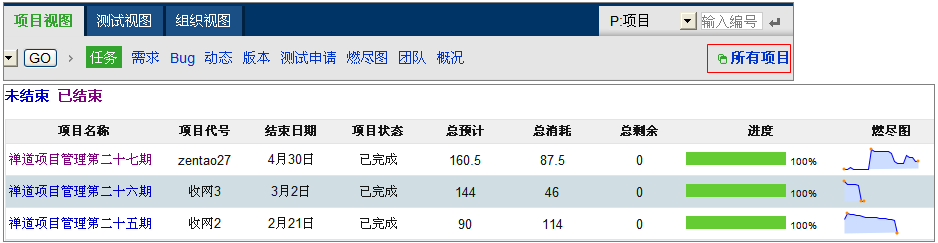 项目视图 测试视图 组织视图 P:项目 输入编号
GO › 任务 需求 Bug 动态 版本 测试申请 燃尽图 团队 概况 所有项目
未结束 已结束
项目名称 项目代号 结束日期 项目状态 总预计 总消耗 总剩余 进度 燃尽图
禅道项目管理第二十七期 zentao27 4月30日 已完成 160.5 87.5 0 100%
禅道项目管理第二十六期 收网3 3月2日 已完成 144 46 0 100%
禅道项目管理第二十五期 收网2 2月21日 已完成 90 114 0 100%